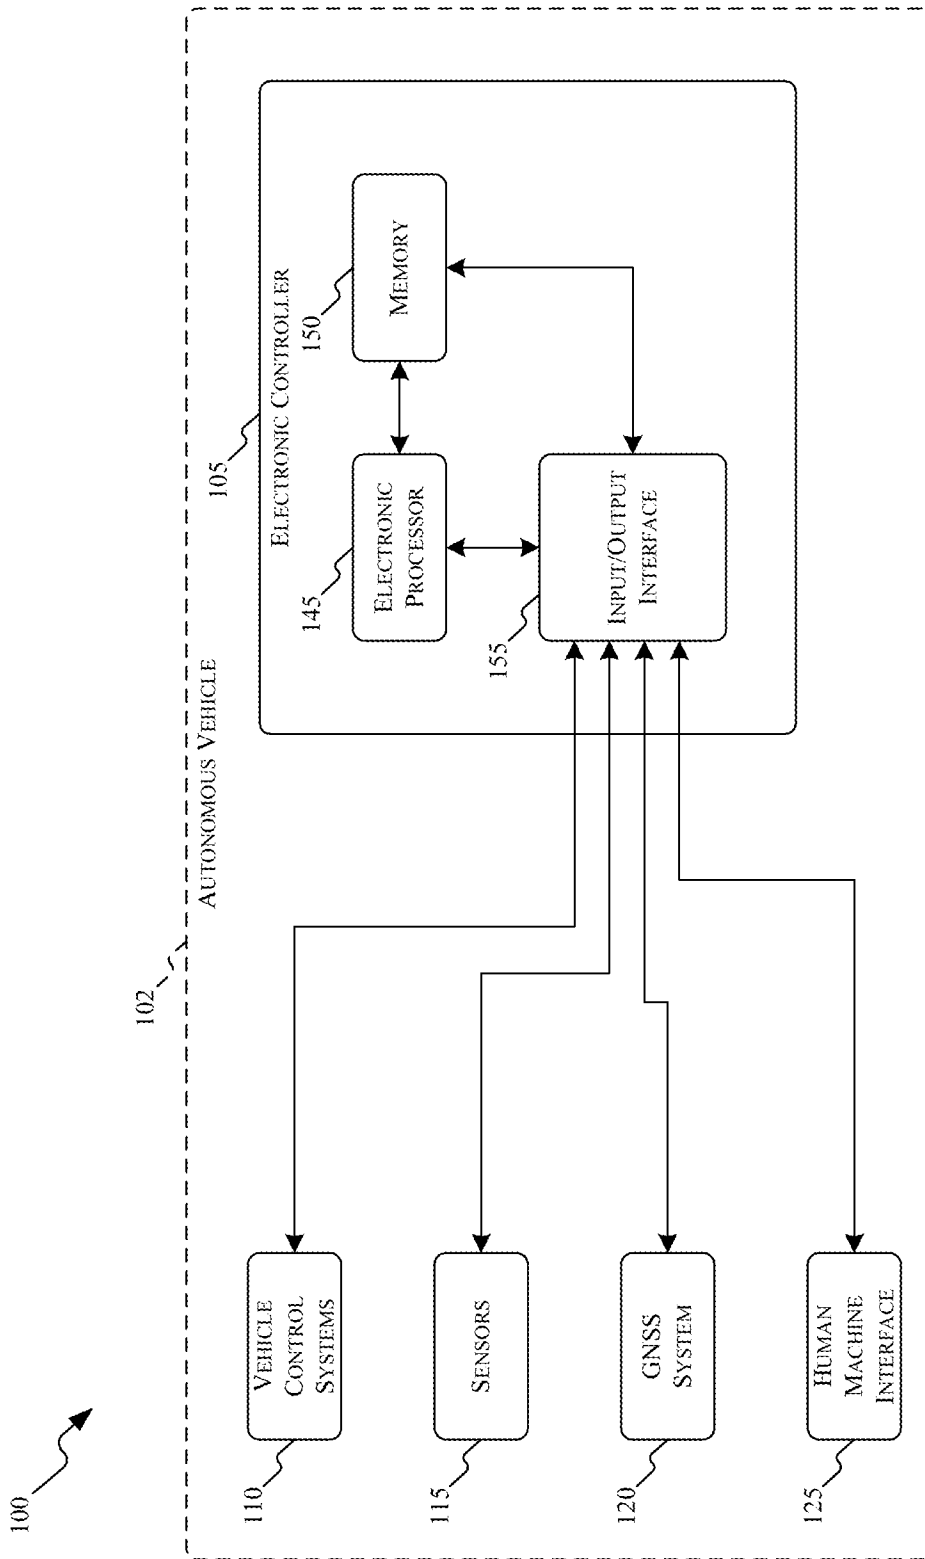 100
102
AUTONOMOUS VEHICLE
110
VEHICLE
CONTROL
SYSTEMS
105
ELECTRONIC CONTROLLER
145
ELECTRONIC
PROCESSOR
150
MEMORY
115
SENSORS
155
INPUT/OUTPUT
INTERFACE
120
GNSS
SYSTEM
125
HUMAN
MACHINE
INTERFACE